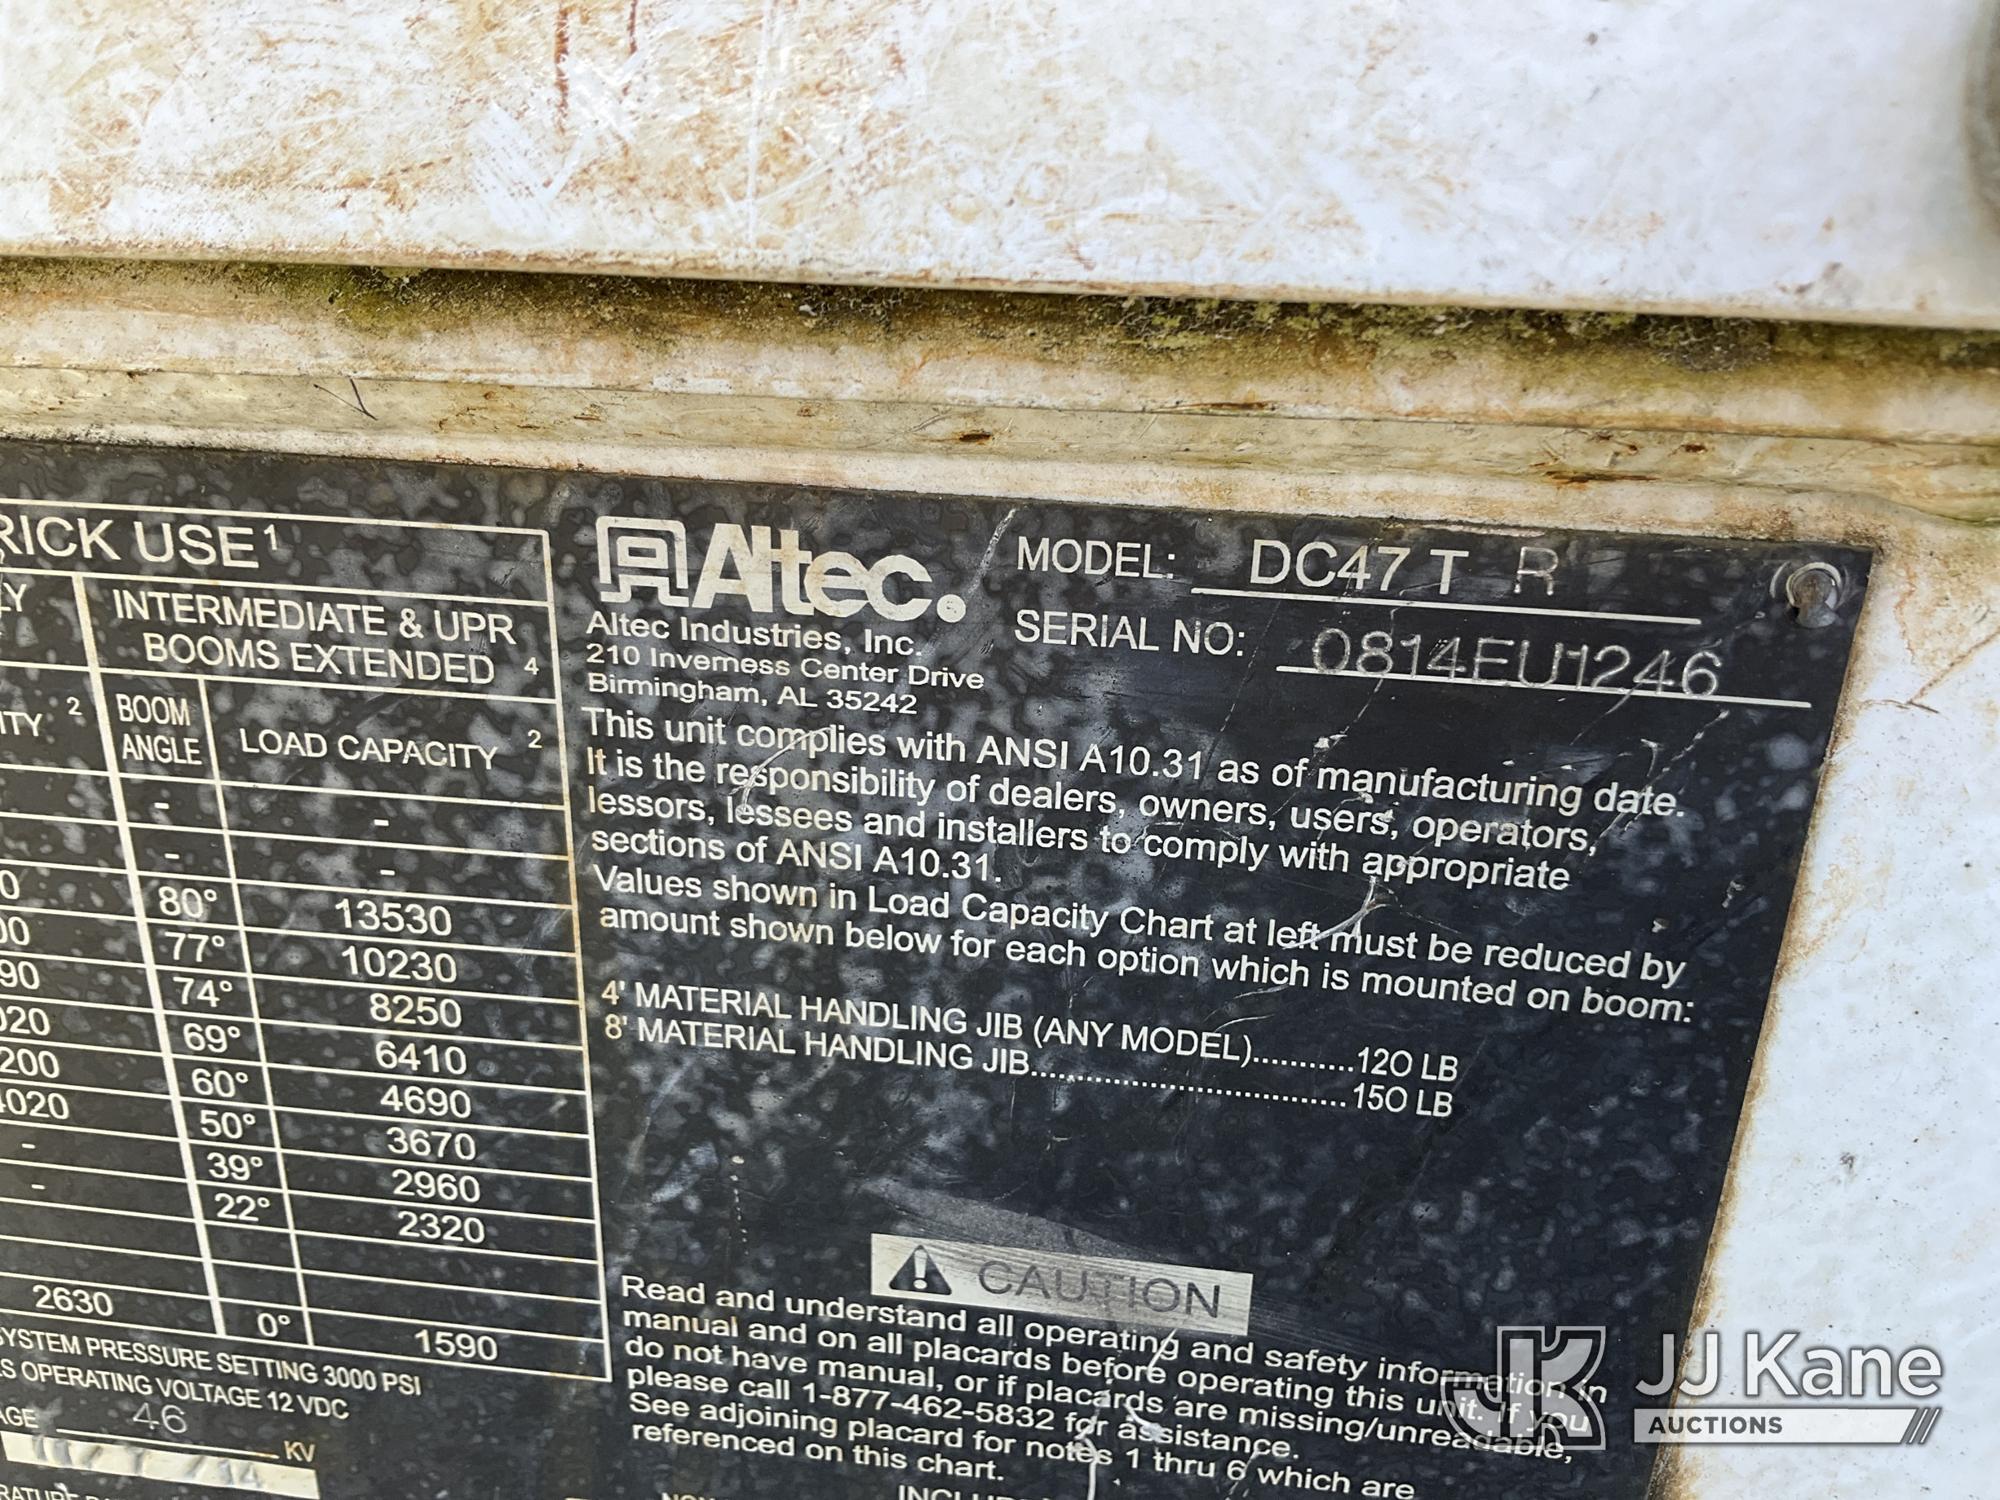 RICK USE 1
INTERMEDIATE & UPR
BOOMS EXTENDED 4
2 BOOM
ANGLE
LOAD CAPACITY 2
- -
- -
80° 13530
77° 10230
74° 8250
69° 6410
60° 4690
50° 3670
- 39° 2960
- 22° 2320
2630 0° 1590
SYSTEM PRESSURE SETTING 3000 PSI
OPERATING VOLTAGE 12 VDC
46 KV
Altec.
Altec Industries, Inc.
210 Inverness Center Drive
Birmingham, AL 35242
MODEL: DC47 T R
SERIAL NO: 0814EU1246
This unit complies with ANSI A10.31 as of manufacturing date.
It is the responsibility of dealers, owners, users, operators,
lessors, lessees and installers to comply with appropriate
sections of ANSI A10.31.
Values shown in Load Capacity Chart at left must be reduced by
amount shown below for each option which is mounted on boom:
4' MATERIAL HANDLING JIB (ANY MODEL)...........120 LB
8' MATERIAL HANDLING JIB..................................150 LB
CAUTION
Read and understand all operating and safety information in
manual and on all placards before operating this unit. If you
do not have manual, or if placards are missing/unreadable,
please call 1-877-462-5832 for assistance.
See adjoining placard for notes 1 thru 6 which are
referenced on this chart.
JJ Kane
AUCTIONS